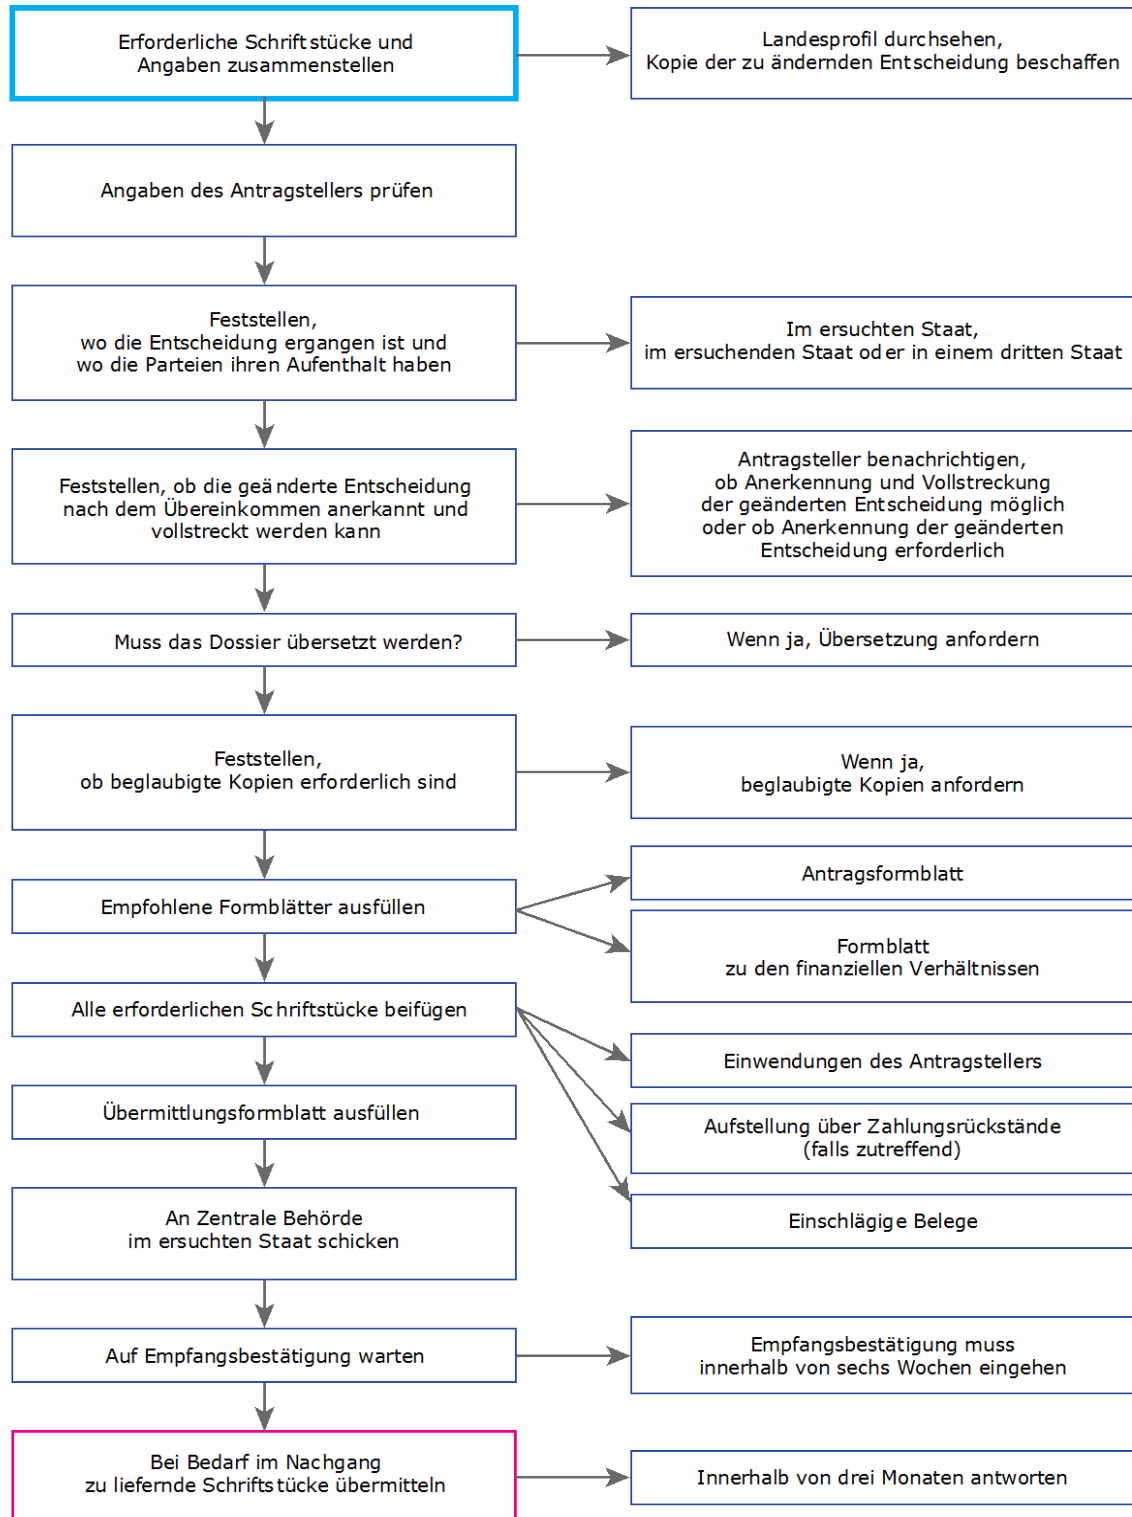 Erforderliche Schriftstücke und
Angaben zusammenstellen
Landesprofil durchsehen,
Kopie der zu ändernden Entscheidung beschaffen
Angaben des Antragstellers prüfen
Feststellen,
wo die Entscheidung ergangen ist und
wo die Parteien ihren Aufenthalt haben
Im ersuchten Staat,
im ersuchenden Staat oder in einem dritten Staat
Feststellen, ob die geänderte Entscheidung
nach dem Übereinkommen anerkannt und
vollstreckt werden kann
Antragsteller benachrichtigen,
ob Anerkennung und Vollstreckung
der geänderten Entscheidung möglich
oder ob Anerkennung der geänderten
Entscheidung erforderlich
Muss das Dossier übersetzt werden?
Wenn ja, Übersetzung anfordern
Feststellen,
ob beglaubigte Kopien erforderlich sind
Wenn ja,
beglaubigte Kopien anfordern
Empfohlene Formblätter ausfüllen
Antragsformblatt
Formblatt
zu den finanziellen Verhältnissen
Alle erforderlichen Schriftstücke beifügen
Einwendungen des Antragstellers
Aufstellung über Zahlungsrückstände
(falls zutreffend)
Einschlägige Belege
Übermittlungsformblatt ausfüllen
An Zentrale Behörde
im ersuchten Staat schicken
Auf Empfangsbestätigung warten
Empfangsbestätigung muss
innerhalb von sechs Wochen eingehen
Bei Bedarf im Nachgang
zu liefernde Schriftstücke übermitteln
Innerhalb von drei Monaten antworten